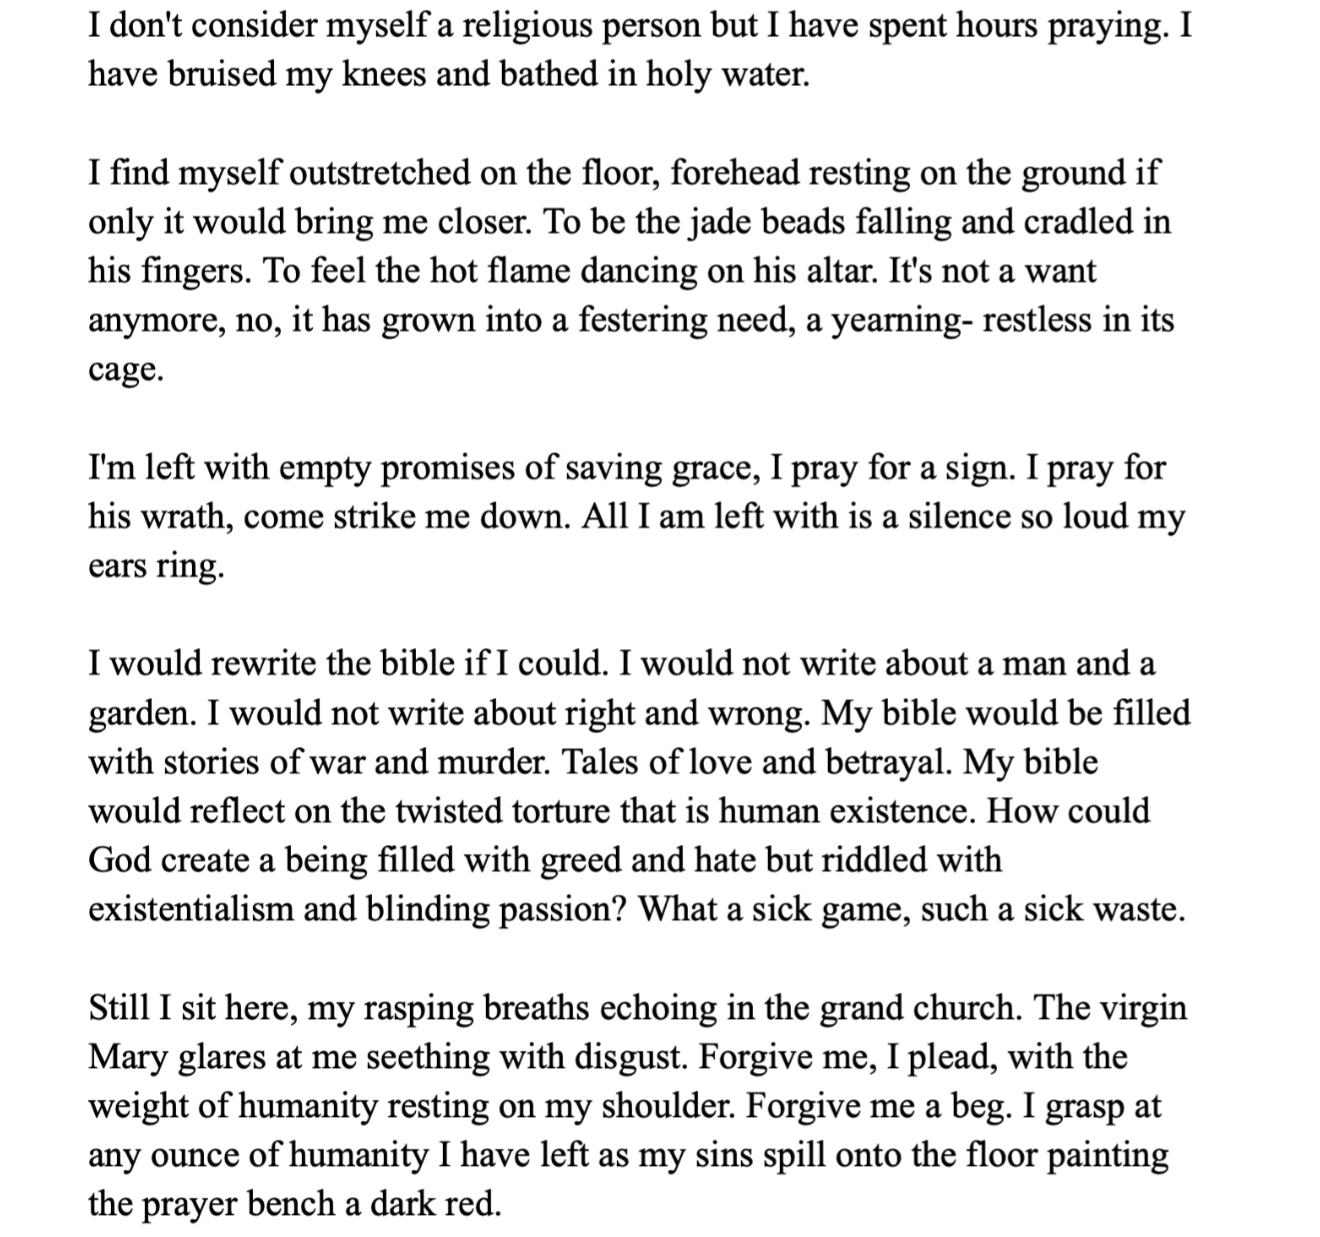 I don't consider myself a religious person but I have spent hours praying. I
have bruised my knees and bathed in holy water.
I find myself outstretched on the floor, forehead resting on the ground if
only it would bring me closer. To be the jade beads falling and cradled in
his fingers. To feel the hot flame dancing on his altar. It's not a want
anymore, no, it has grown into a festering need, a yearning- restless in its
cage.
I'm left with empty promises of saving grace, I pray for a sign. I pray for
his wrath, come strike me down. All I am left with is a silence so loud my
ears ring.
I would rewrite the bible if I could. I would not write about a man and a
garden. I would not write about right and wrong. My bible would be filled
with stories of war and murder. Tales of love and betrayal. My bible
would reflect on the twisted torture that is human existence. How could
God create a being filled with greed and hate but riddled with
existentialism and blinding passion? What a sick game, such a sick waste.
Still I sit here, my rasping breaths echoing in the grand church. The virgin
Mary glares at me seething with disgust. Forgive me, I plead, with the
weight of humanity resting on my shoulder. Forgive me a beg. I grasp at
any ounce of humanity I have left as my sins spill onto the floor painting
the prayer bench a dark red.